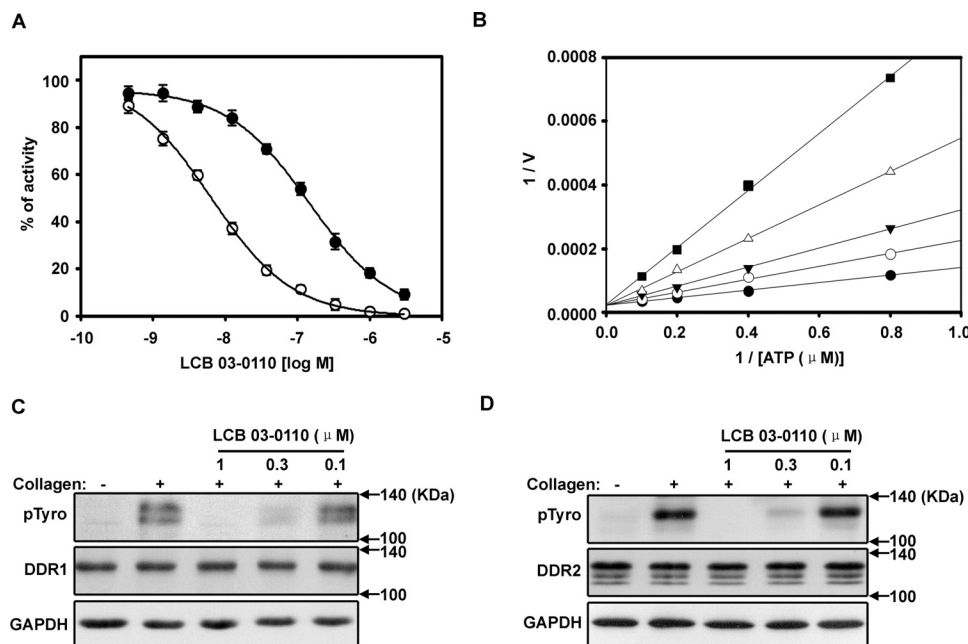 A
100
80
60
40
20
0
% of activity
-10 -9 -8 -7 -6 -5
LCB 03-0110 [log M]
B
0.0008
0.0006
0.0004
0.0002
0.0000
1 / V
0.0 0.2 0.4 0.6 0.8 1.0
1 / [ATP ( μ M)]
C
LCB 03-0110 ( μ M)
1 0.3 0.1
Collagen: - + + + +
140 (KDa)
pTyro
100
140
DDR1
100
GAPDH
D
LCB 03-0110 ( μ M)
1 0.3 0.1
Collagen: - + + + +
140 (KDa)
pTyro
100
140
DDR2
100
GAPDH